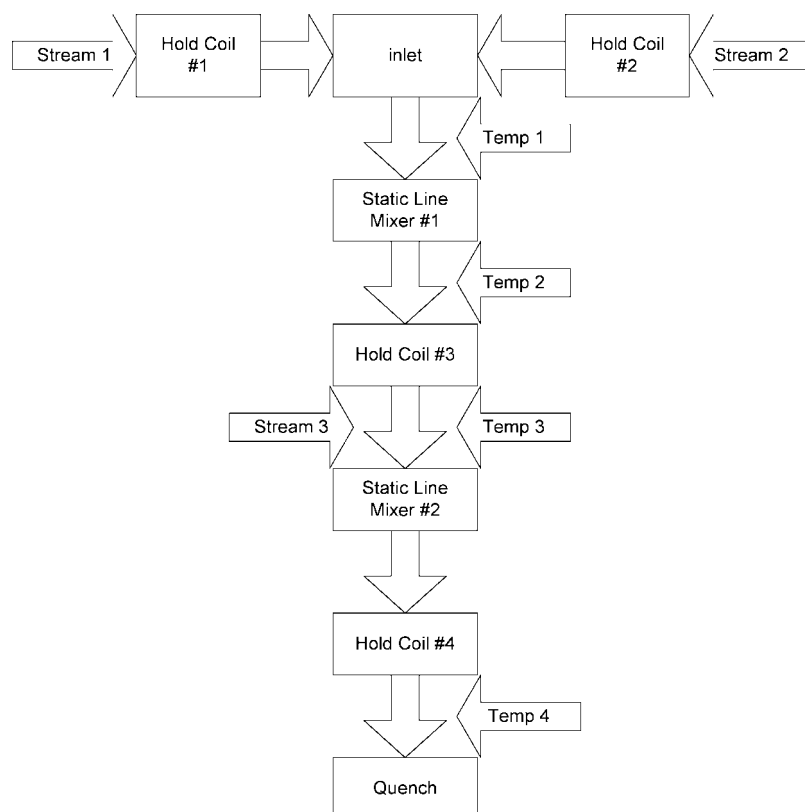 Stream 1
Hold Coil
#1
inlet
Hold Coil
#2
Stream 2
Temp 1
Static Line
Mixer #1
Temp 2
Hold Coil #3
Stream 3
Temp 3
Static Line
Mixer #2
Hold Coil #4
Temp 4
Quench